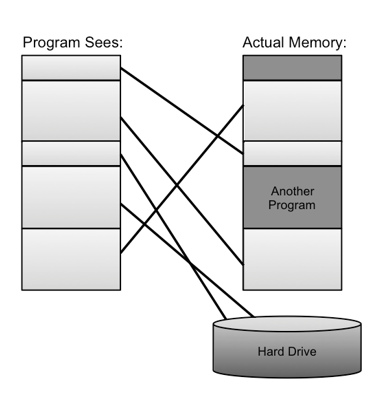 Program Sees:
Actual Memory:
Another
Program
Hard Drive